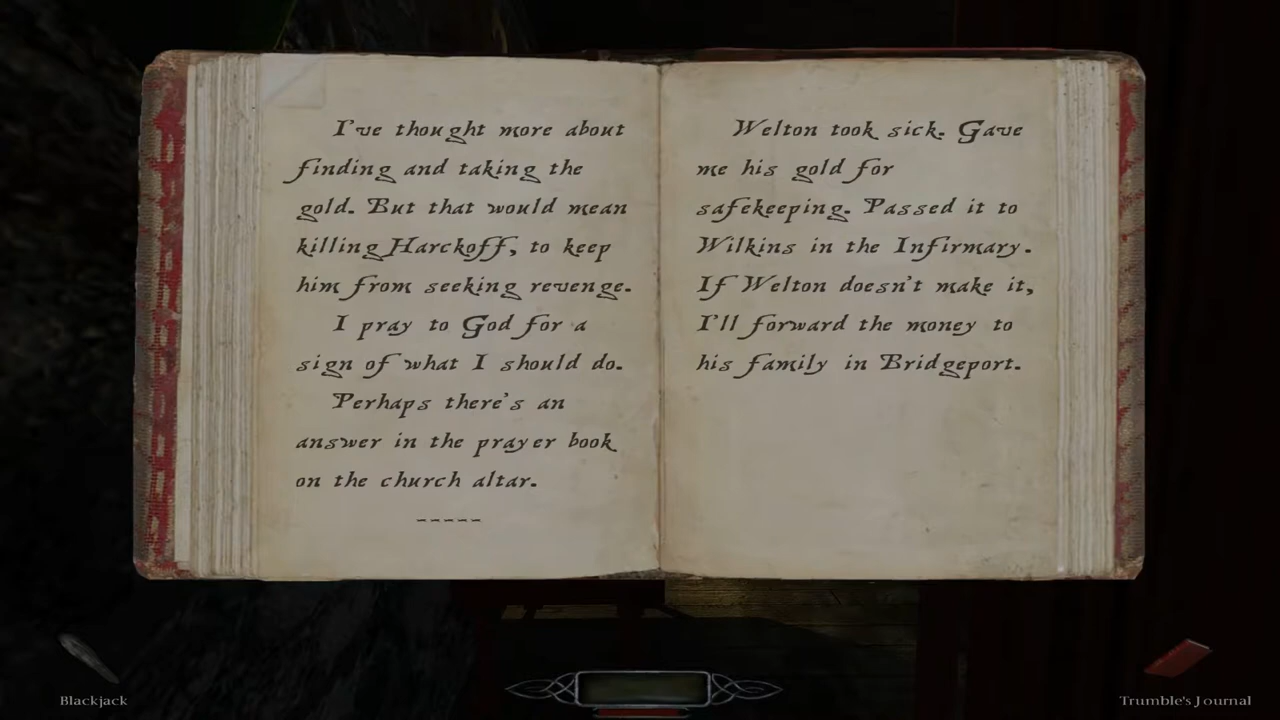 I've thought more about
finding and taking the
gold. But that would mean
killing Harckoff, to keep
him from seeking revenge.
I pray to God for a
sign of what I should do.
Perhaps there's an
answer in the prayer book
on the church altar.
-----
Welton took sick. Gave
me his gold for
safekeeping. Passed it to
Wilkins in the Infirmary.
If Welton doesn't make it,
I'll forward the money to
his family in Bridgeport.
Blackjack
Trumble's Journal